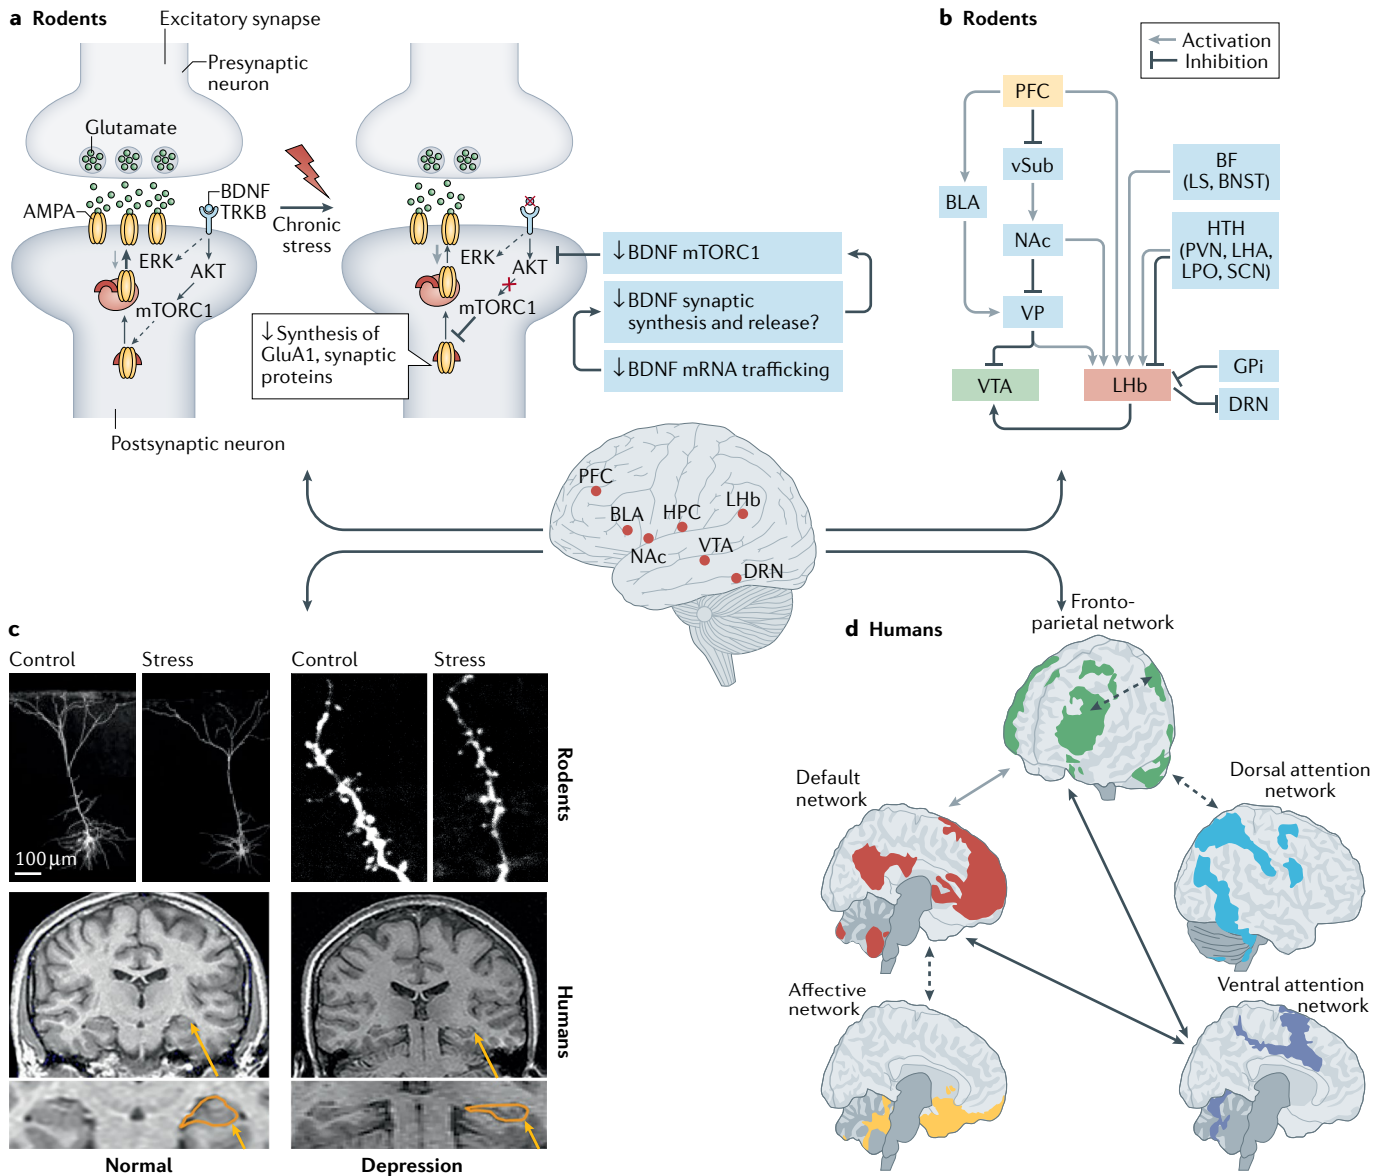 a Rodents
Excitatory synapse
Presynaptic
neuron
Glutamate
AMPA
BDNF
TRKB
ERK
AKT
mTORC1
Chronic
stress
ERK
AKT
mTORC1
↓ Synthesis of
GluA1, synaptic
proteins
Postsynaptic neuron
↓ BDNF mTORC1
↓ BDNF synaptic
synthesis and release?
↓ BDNF mRNA trafficking
b Rodents
Activation
Inhibition
PFC
vSub
BLA
NAc
VP
VTA
LHb
BF
(LS, BNST)
HTH
(PVN, LHA,
LPO, SCN)
GPi
DRN
PFC
BLA
HPC
LHb
NAc
VTA
DRN
c
Control
Stress
Control
Stress
100 µm
Rodents
Humans
Normal
Depression
d Humans
Fronto-
parietal network
Default
network
Dorsal attention
network
Affective
network
Ventral attention
network